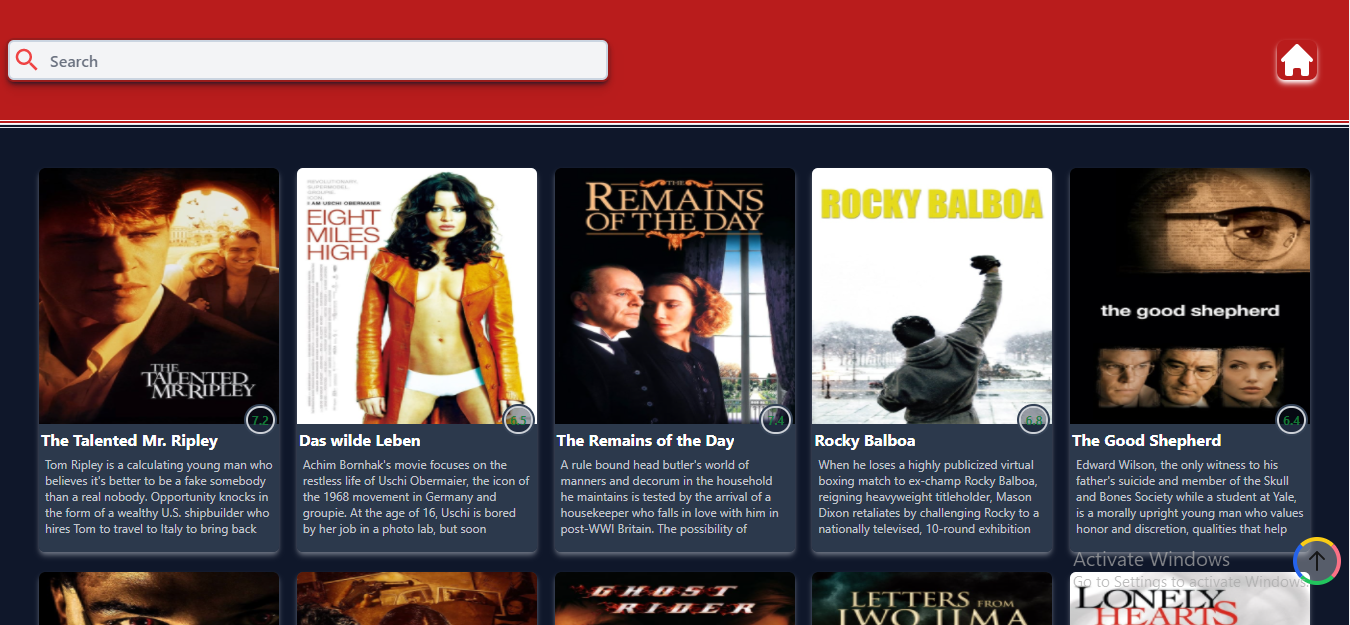 Search
THE
TALENTED
MR.RIPLEY
7.2
The Talented Mr. Ripley
Tom Ripley is a calculating young man who
believes it's better to be a fake somebody
than a real nobody. Opportunity knocks in
the form of a wealthy U.S. shipbuilder who
hires Tom to travel to Italy to bring back
REVOLUTIONARY.
SUPERMODEL.
GROUPIE.
ICON.
I AM USCHI OBERMAIER
EIGHT
MILES
HIGH
6.5
Das wilde Leben
Achim Bornhak's movie focuses on the
restless life of Uschi Obermaier, the icon of
the 1968 movement in Germany and
groupie. At the age of 16, Uschi is bored
by her job in a photo lab, but soon
THE
REMAINS
OF THE DAY
7.4
The Remains of the Day
A rule bound head butler's world of
manners and decorum in the household
he maintains is tested by the arrival of a
housekeeper who falls in love with him in
post-WWI Britain. The possibility of
ROCKY BALBOA
6.8
Rocky Balboa
When he loses a highly publicized virtual
boxing match to ex-champ Rocky Balboa,
reigning heavyweight titleholder, Mason
Dixon retaliates by challenging Rocky to a
nationally televised, 10-round exhibition
the good shepherd
6.4
The Good Shepherd
Edward Wilson, the only witness to his
father's suicide and member of the Skull
and Bones Society while a student at Yale,
is a morally upright young man who values
honor and discretion, qualities that help
Activate Windows
Go to Settings to activate Windows.
GHOST
RIDER
LETTERS FROM
IWO JIMA
LONELY
HEARTS